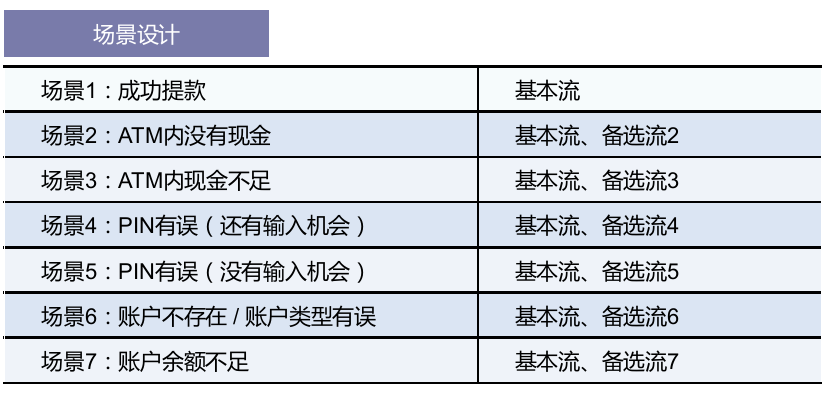 场景设计
场景1：成功提款 基本流
场景2：ATM内没有现金 基本流、备选流2
场景3：ATM内现金不足 基本流、备选流3
场景4：PIN有误（还有输入机会） 基本流、备选流4
场景5：PIN有误（没有输入机会） 基本流、备选流5
场景6：账户不存在 / 账户类型有误 基本流、备选流6
场景7：账户余额不足 基本流、备选流7